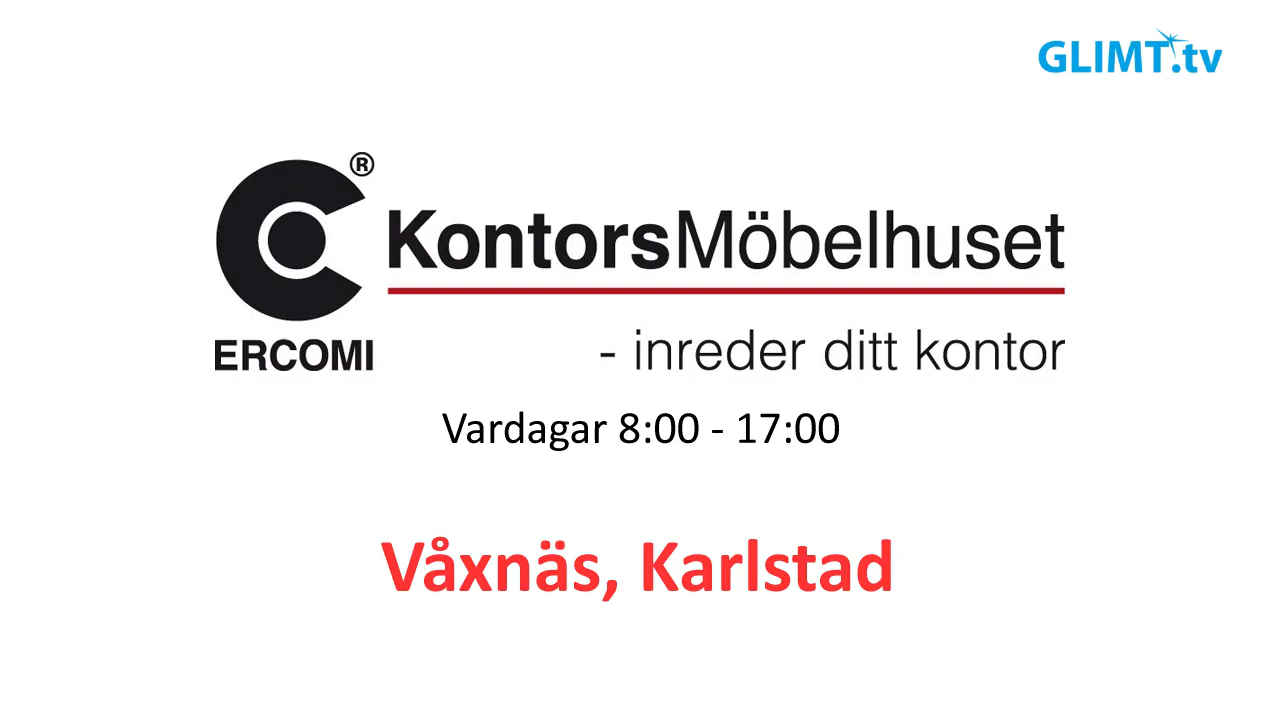 GLIMT.tv
®
KontorsMöbelhuset
ERCOMI
- inreder ditt kontor
Vardagar 8:00 - 17:00
Våxnäs, Karlstad